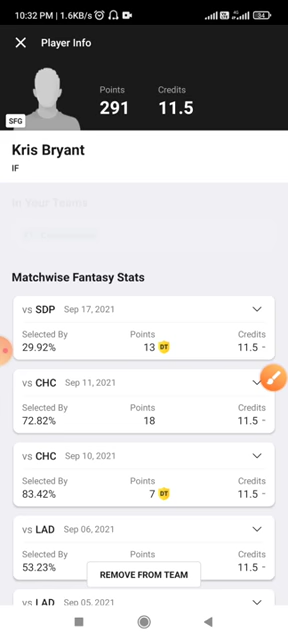 10:32 PM | 1.6KB/s
54
Player Info
Points Credits
291 11.5
SFG
Kris Bryant
IF
In Your Teams
Matchwise Fantasy Stats
vs SDP Sep 17, 2021
Selected By Points Credits
29.92% 13 DT 11.5 -
vs CHC Sep 11, 2021
Selected By Points Credits
72.82% 18 11.5 -
vs CHC Sep 10, 2021
Selected By Points Credits
83.42% 7 DT 11.5 -
vs LAD Sep 06, 2021
Selected By Points Credits
53.23% 11.5 -
REMOVE FROM TEAM
vs LAD Sep 05, 2021